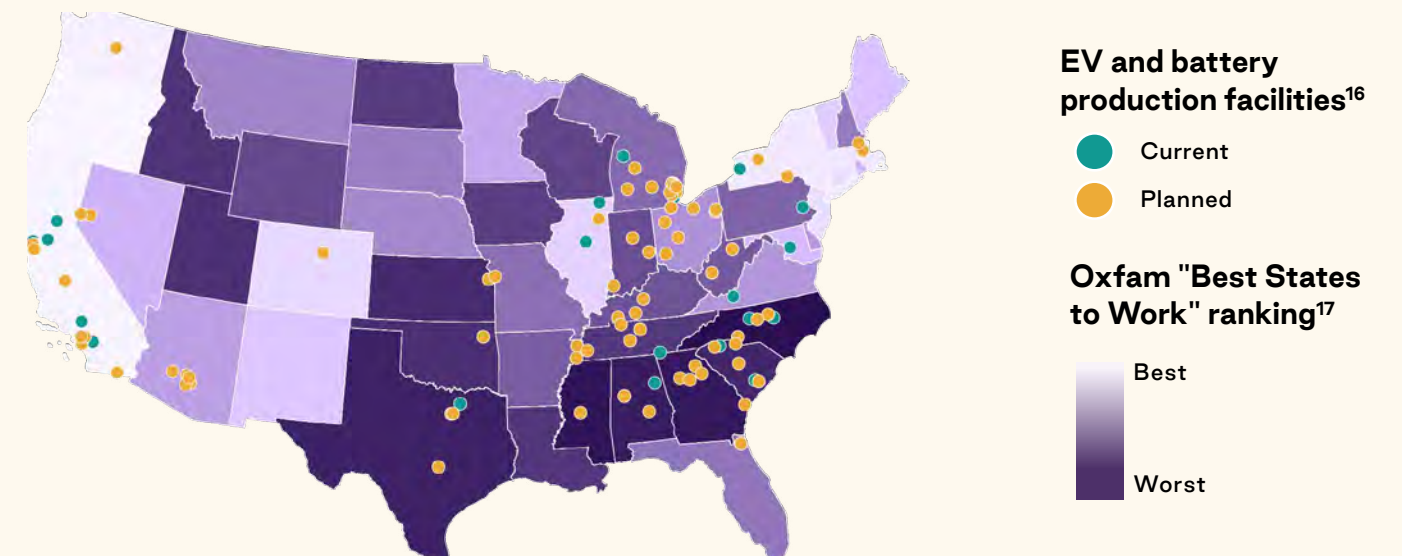 EV and battery
production facilities16
Current
Planned
Oxfam "Best States
to Work" ranking17
Best
Worst